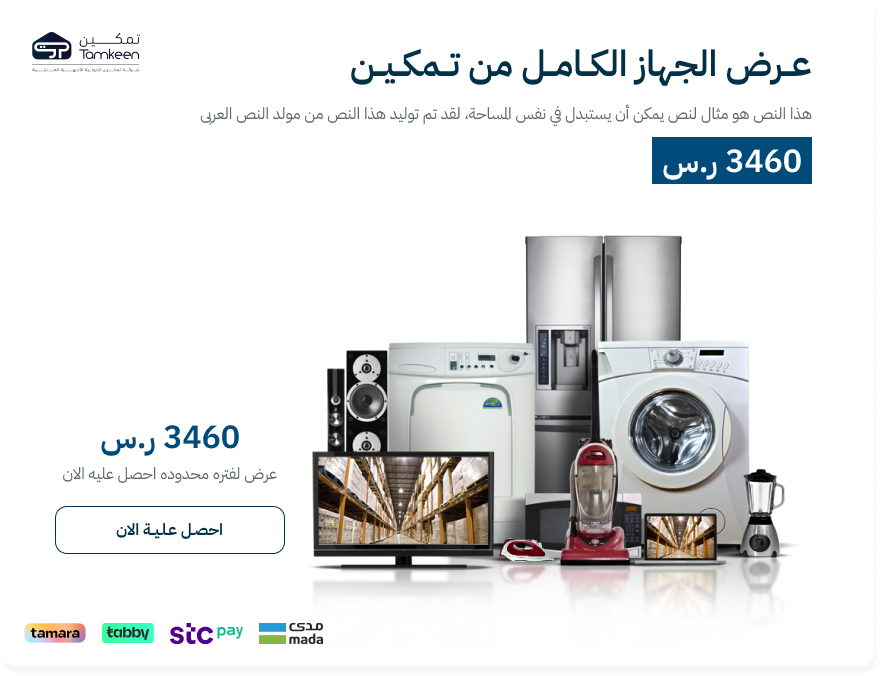 تمكين
Tamkeen
عرض الجهاز الكامل من تمكين
هذا النص هو مثال لنص يمكن أن يستبدل في نفس المساحة، لقد تم توليد هذا النص من مولد النص العربى
3460 ر.س
3460 ر.س
عرض لفتره محدوده احصل عليه الان
احصل علية الان
tamara
tabby
stc pay
مدى
mada